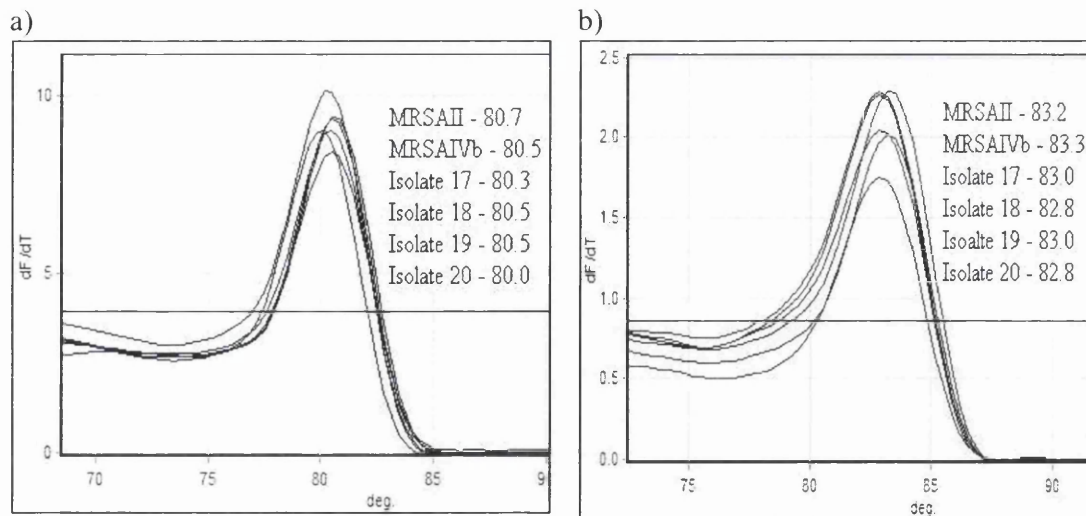 a)
10
5
0
dF/dT
MRSAII - 80.7
MRSAIVb - 80.5
Isolate 17 - 80.3
Isolate 18 - 80.5
Isolate 19 - 80.5
Isolate 20 - 80.0
70
75
80
85
90
deg.
b)
2.5
2.0
1.5
1.0
0.5
0.0
dF/dT
MRSAII - 83.2
MRSAIVb - 83.3
Isolate 17 - 83.0
Isolate 18 - 82.8
Isoalte 19 - 83.0
Isolate 20 - 82.8
75
80
85
90
deg.